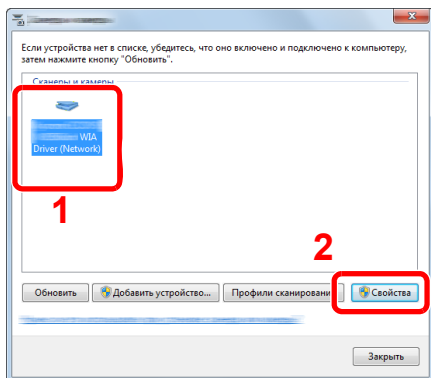 Если устройства нет в списке, убедитесь, что оно включено и подключено к компьютеру,
затем нажмите кнопку "Обновить".
Сканеры и камеры
WIA
Driver (Network)
1
2
Обновить
Добавить устройство...
Профили сканировани
Свойства
Закрыть